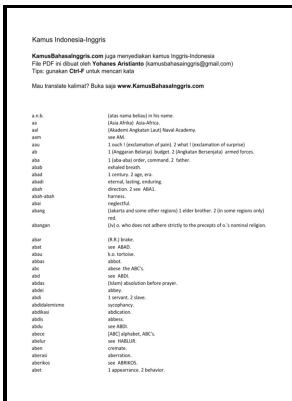 Kamus Indonesia-Inggris
KamusBahasaInggris.com juga menyediakan kamus Inggris-Indonesia
File PDF ini dibuat oleh Yohanes Aristianto (kamusbahasainggris@gmail.com)
Tips: gunakan Ctrl-F untuk mencari kata
Mau translate kalimat? Buka saja www.KamusBahasaInggris.com
a.n.b. (atas nama beliau) in his name.
aa (Asia Afrika) Asia-Africa.
aal (Akademi Angkatan Laut) Naval Academy.
aam see AM.
aau 1 ouch ! (exclamation of pain). 2 what ! (exclamation of surprise)
ab 1 (Anggaran Belanja) budget. 2 (Angkatan Bersenjata) armed forces.
aba 1 (aba-aba) order, command. 2 father.
abab exhaled breath.
abad 1 century. 2 age, era.
abadi eternal, lasting, enduring.
abah direction. 2 see ABA1.
abah-abah harness.
abai neglectful.
abang (Jakarta and some other regions) 1 elder brother. 2 (in some regions only)
red.
abangan (Jv) o. who does not adhere strictly to the precepts of o.'s nominal religion.
abar (R.R.) brake.
abat see ABAD.
abau k.o. tortoise.
abbas abbot.
abc abese the ABC's.
abd see ABDI.
abdas (Islam) absolution before prayer.
abdei abbey.
abdi 1 servant. 2 slave.
abdidalemisme sycophancy.
abdikasi abdication.
abdis abbess.
abdu see ABDI.
abece [ABC] alphabet, ABC's.
abelur see HABLUR.
aben cremate.
aberasi aberration.
aberikos see ABRIKOS.
abet 1 appearance. 2 behavior.